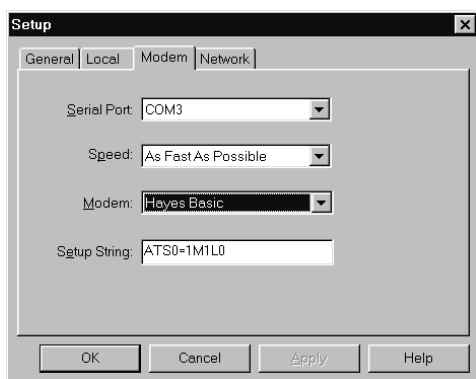 Setup
General Local Modem Network
Serial Port: COM3
Speed: As Fast As Possible
Modem: Hayes Basic
Setup String: ATS0=1M1L0
OK Cancel Apply Help